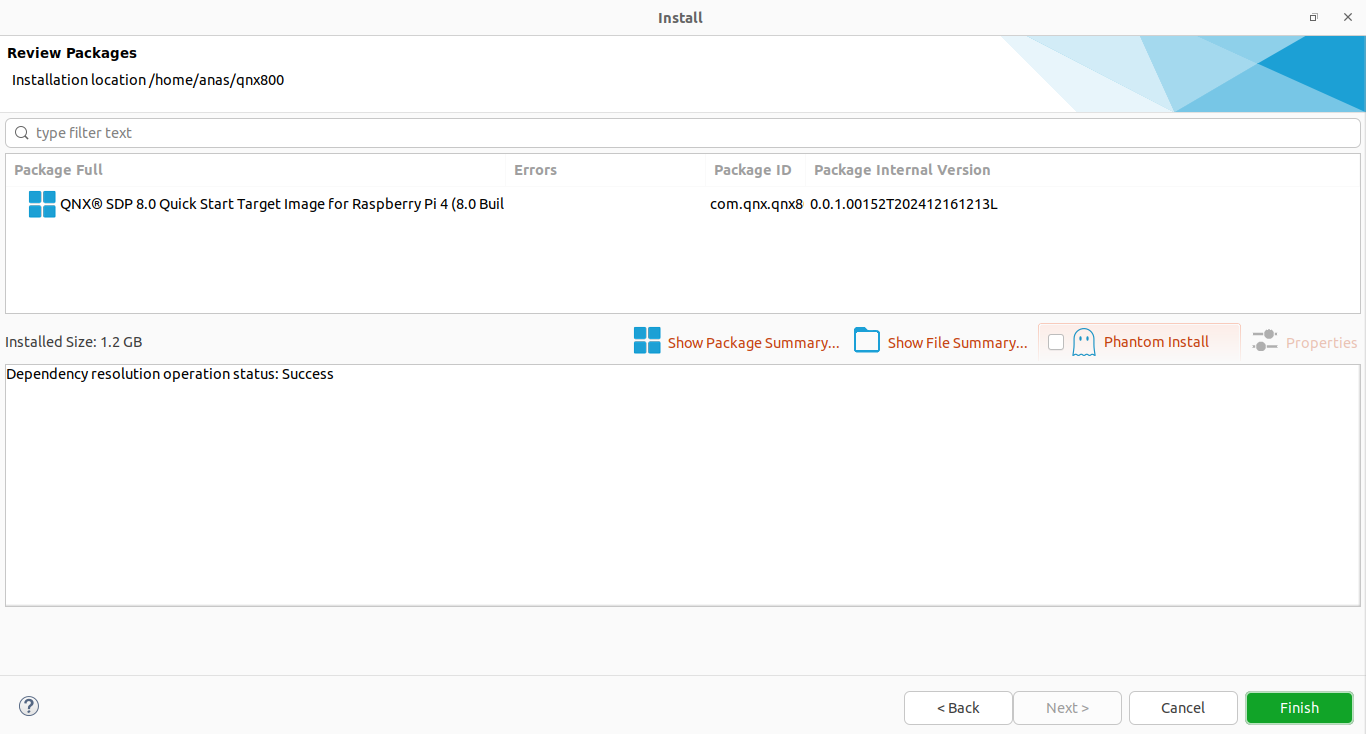 Install
Review Packages
Installation location /home/anas/qnx800
type filter text
Package Full Errors Package ID Package Internal Version
QNX® SDP 8.0 Quick Start Target Image for Raspberry Pi 4 (8.0 Buil com.qnx.qnx8 0.0.1.00152T202412161213L
Installed Size: 1.2 GB Show Package Summary... Show File Summary... Phantom Install Properties
Dependency resolution operation status: Success
? < Back Next > Cancel Finish